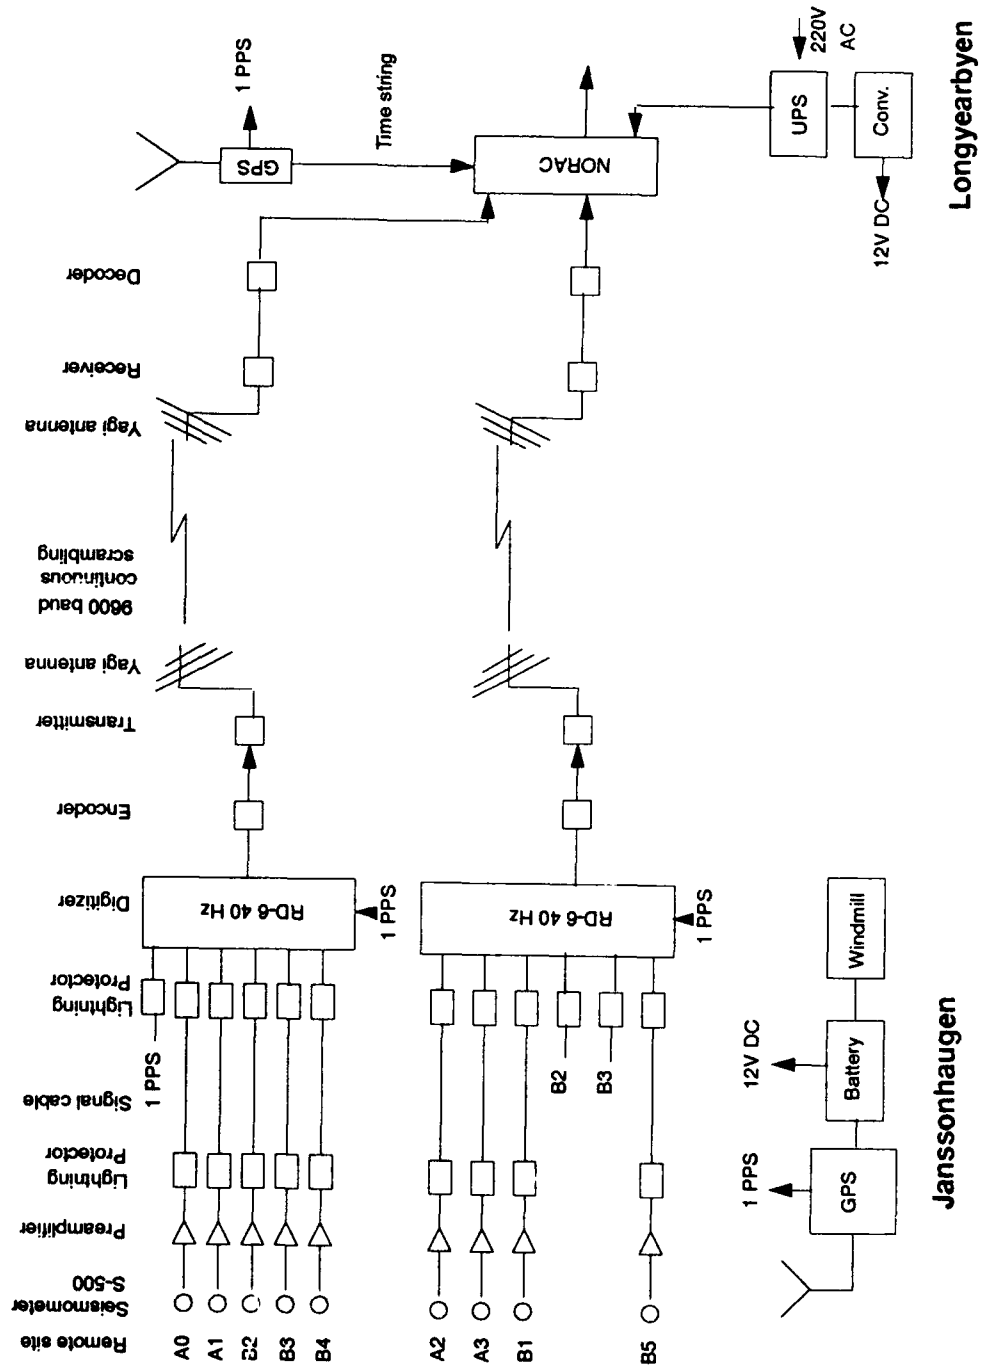 Remote site
Seismometer
S-500
Preamplifier
Lightning
Protector
Signal cable
Lightning
Protector
Digitizer
Encoder
Transmitter
Yagi antenna
9600 baud
continuous
scrambling
Yagi antenna
Receiver
Decoder
A0
A1
B2
B3
B4
1 PPS
RD-6 40 Hz
1 PPS
GPS
1 PPS
Time string
NORAC
A2
A3
B1
B2
B3
B5
RD-6 40 Hz
1 PPS
UPS
220V
AC
Conv.
12V DC
1 PPS
GPS
12V DC
Battery
Windmill
Janssonhaugen
Longyearbyen